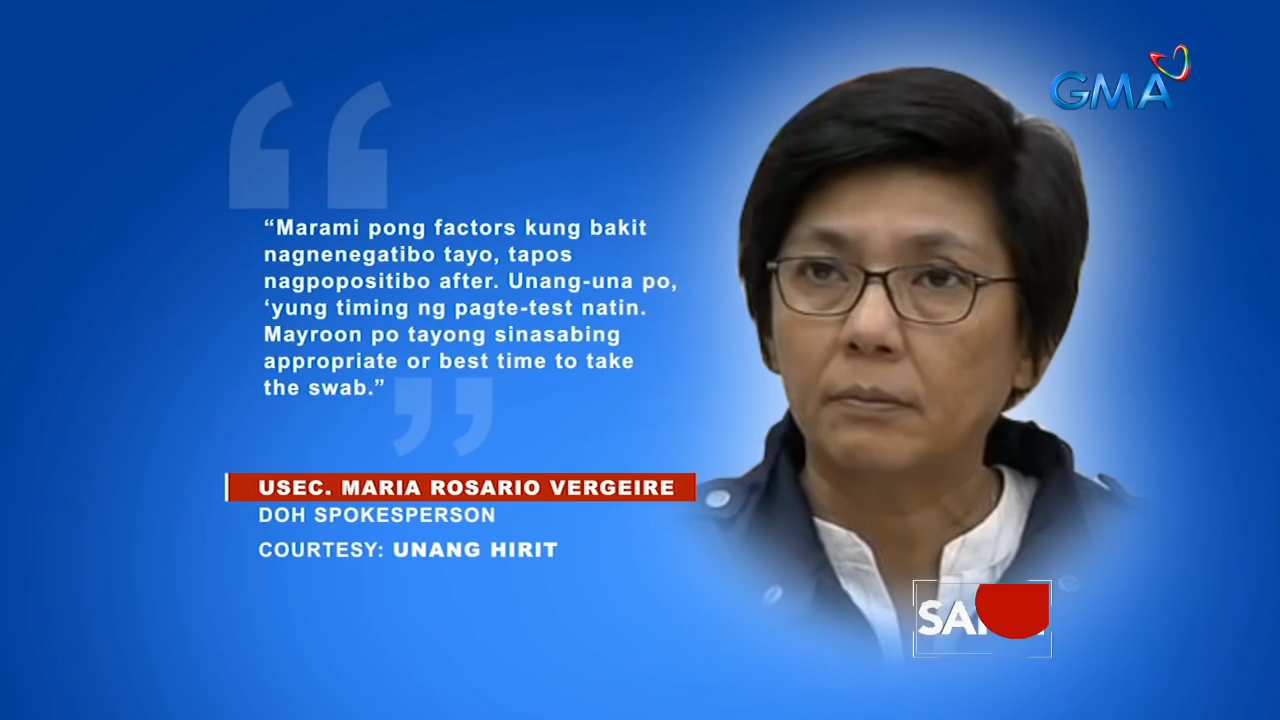 GMA
“Marami pong factors kung bakit
nagnenegatibo tayo, tapos
nagpopositibo after. Unang-una po,
‘yung timing ng pagte-test natin.
Mayroon po tayong sinasabing
appropriate or best time to take
the swab.”
USEC. MARIA ROSARIO VERGEIRE
DOH SPOKESPERSON
COURTESY: UNANG HIRIT